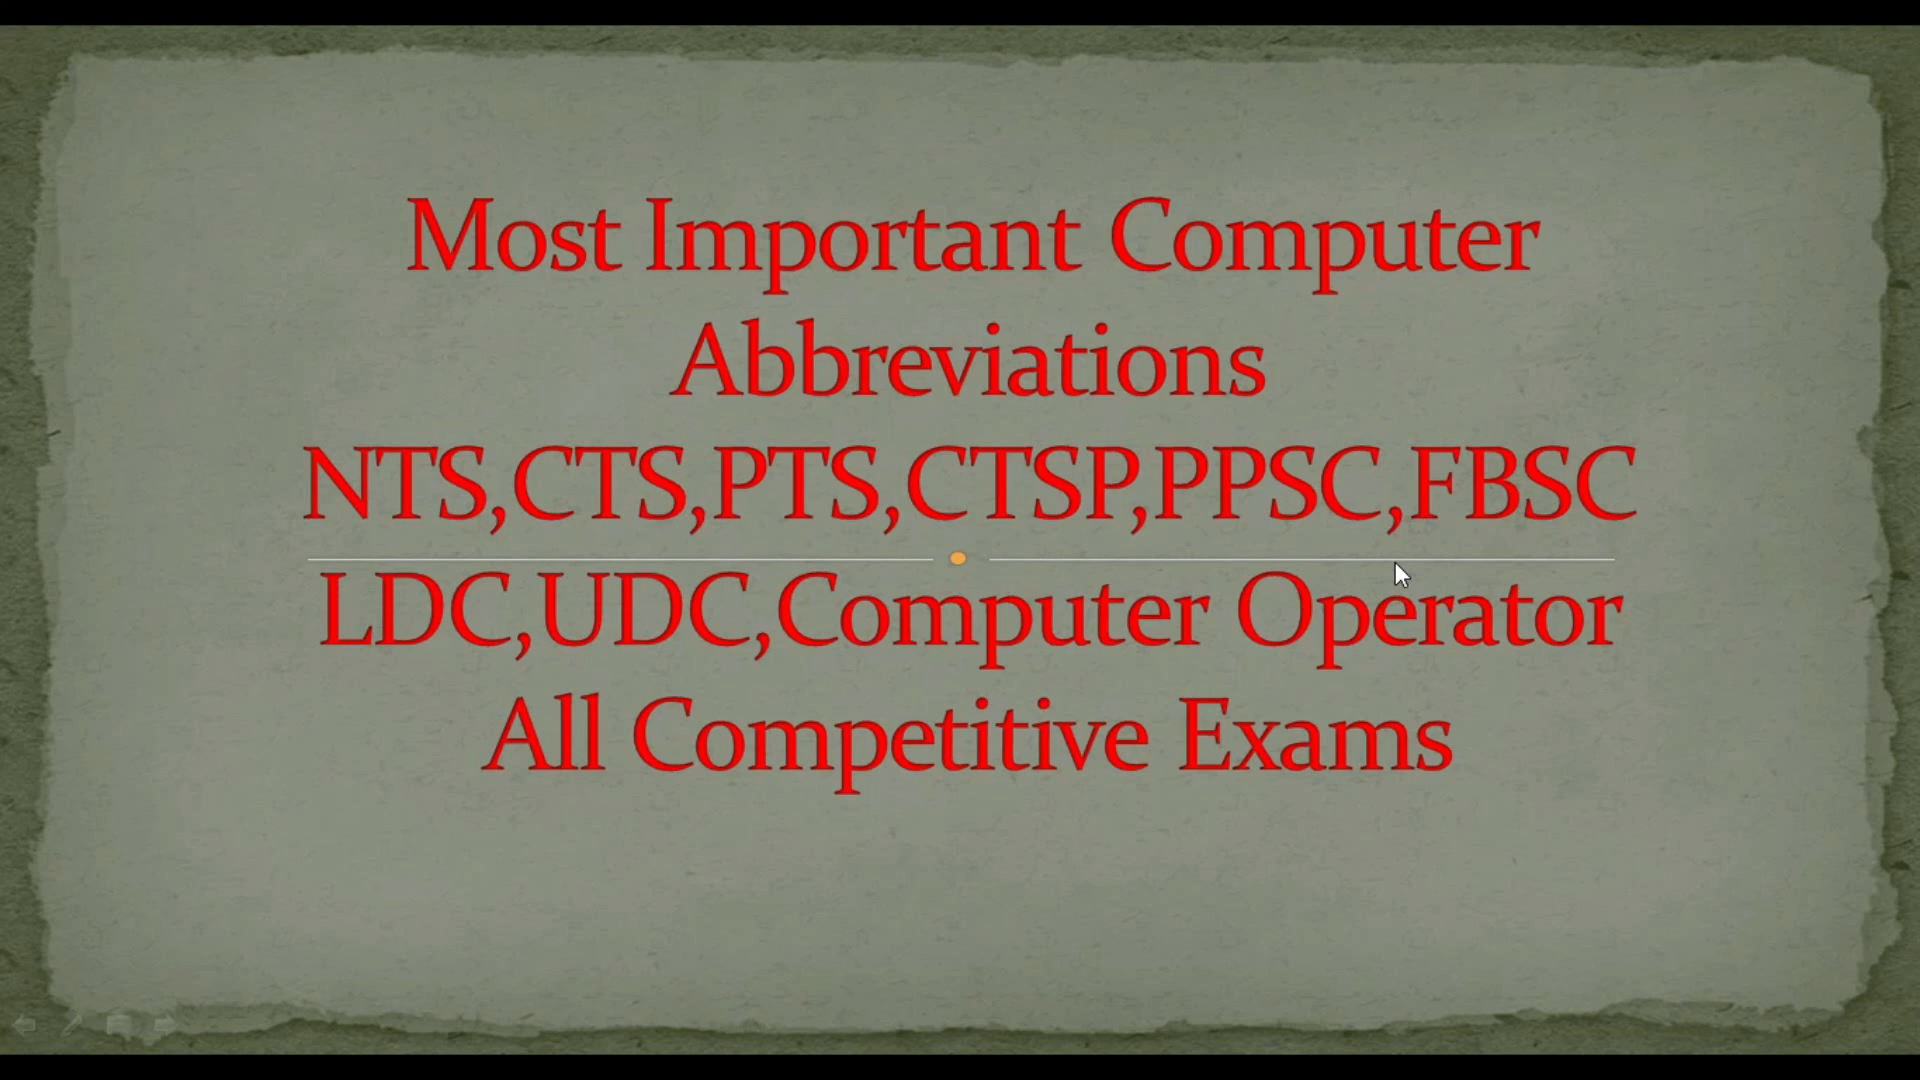 Most Important Computer
Abbreviations
NTS,CTS,PTS,CTSP,PPSC,FBSC
LDC,UDC,Computer Operator
All Competitive Exams